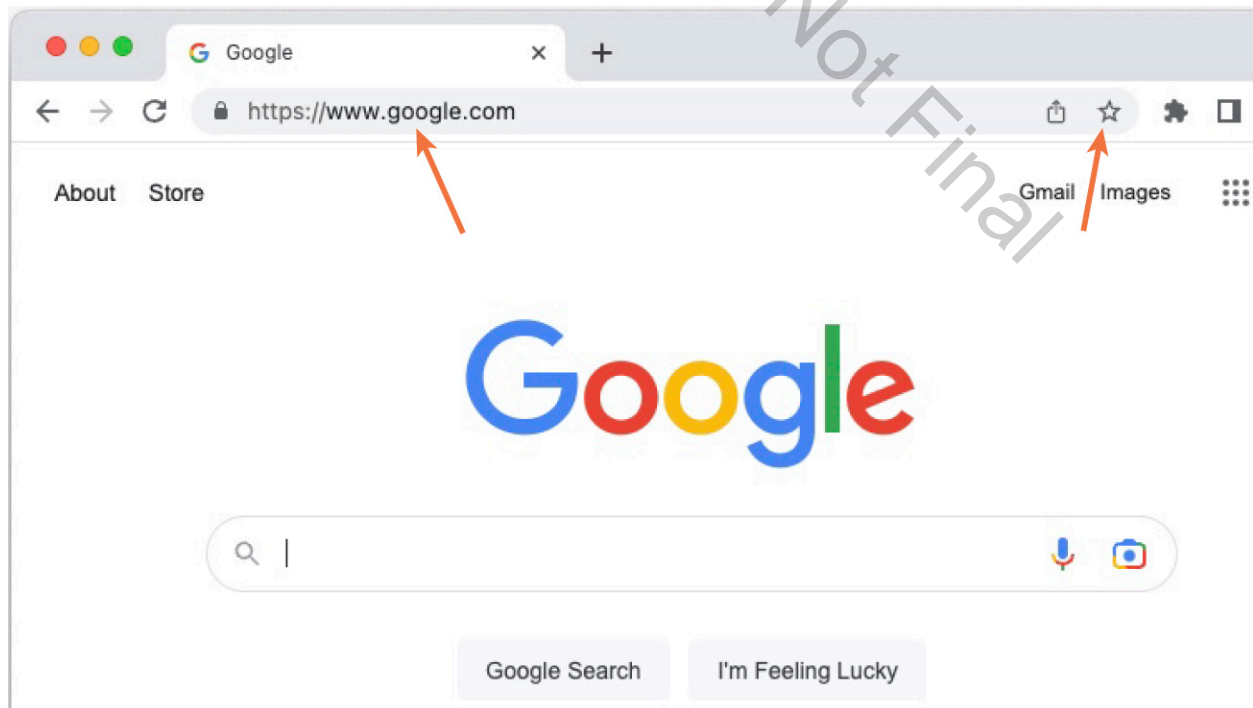 Google
https://www.google.com
About Store Gmail Images
Google
Google Search I'm Feeling Lucky
Not Final